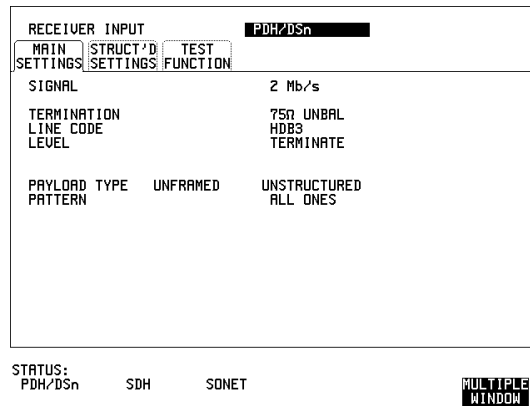 RECEIVER INPUT PDH/DSn
MAIN SETTINGS STRUCT'D SETTINGS TEST FUNCTION
SIGNAL 2 Mb/s
TERMINATION 75Ω UNBAL
LINE CODE HDB3
LEVEL TERMINATE
PAYLOAD TYPE UNFRAMED UNSTRUCTURED
PATTERN ALL ONES
STATUS:
PDH/DSn SDH SONET MULTIPLE WINDOW